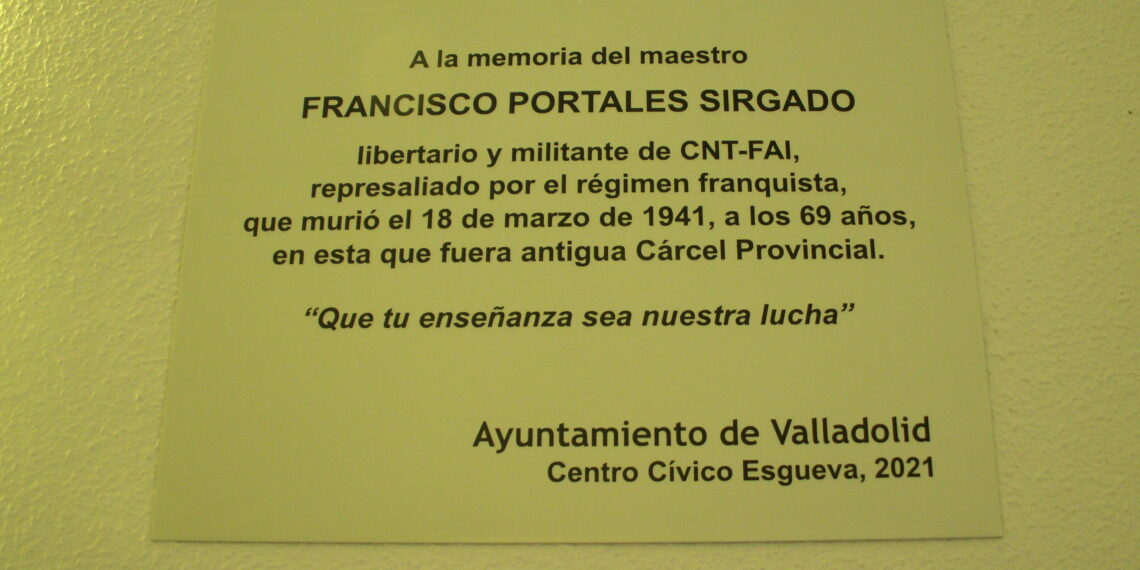 A la memoria del maestro
FRANCISCO PORTALES SIRGADO
libertario y militante de CNT-FAI,
represaliado por el régimen franquista,
que murió el 18 de marzo de 1941, a los 69 años,
en esta que fuera antigua Cárcel Provincial.
“Que tu enseñanza sea nuestra lucha”
Ayuntamiento de Valladolid
Centro Cívico Esgueva, 2021